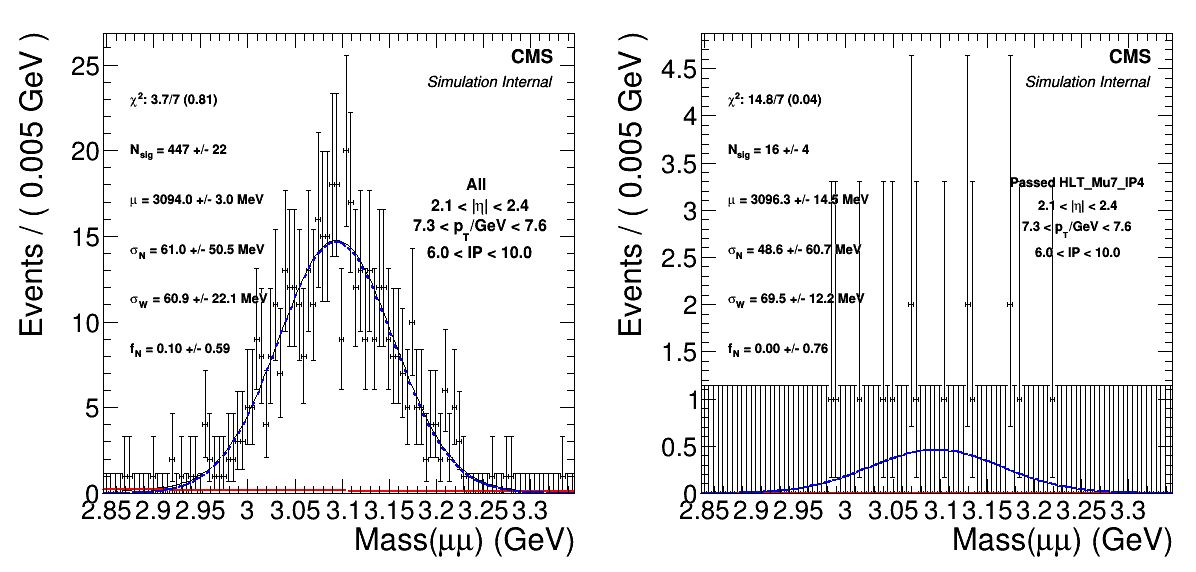 CMS
Simulation Internal
χ²: 3.7/7 (0.81)
N_sig = 447 +/- 22
μ = 3094.0 +/- 3.0 MeV
σ_N = 61.0 +/- 50.5 MeV
σ_W = 60.9 +/- 22.1 MeV
f_N = 0.10 +/- 0.59
All
2.1 < |η| < 2.4
7.3 < p_T/GeV < 7.6
6.0 < IP < 10.0
Events / ( 0.005 GeV )
25
20
15
10
5
0
2.85 2.9 2.95 3 3.05 3.1 3.15 3.2 3.25 3.3
Mass(μμ) (GeV)
CMS
Simulation Internal
χ²: 14.8/7 (0.04)
N_sig = 16 +/- 4
μ = 3096.3 +/- 14.5 MeV
σ_N = 48.6 +/- 60.7 MeV
σ_W = 69.5 +/- 12.2 MeV
f_N = 0.00 +/- 0.76
Passed HLT_Mu7_IP4
2.1 < |η| < 2.4
7.3 < p_T/GeV < 7.6
6.0 < IP < 10.0
Events / ( 0.005 GeV )
4.5
4
3.5
3
2.5
2
1.5
1
0.5
0
2.85 2.9 2.95 3 3.05 3.1 3.15 3.2 3.25 3.3
Mass(μμ) (GeV)